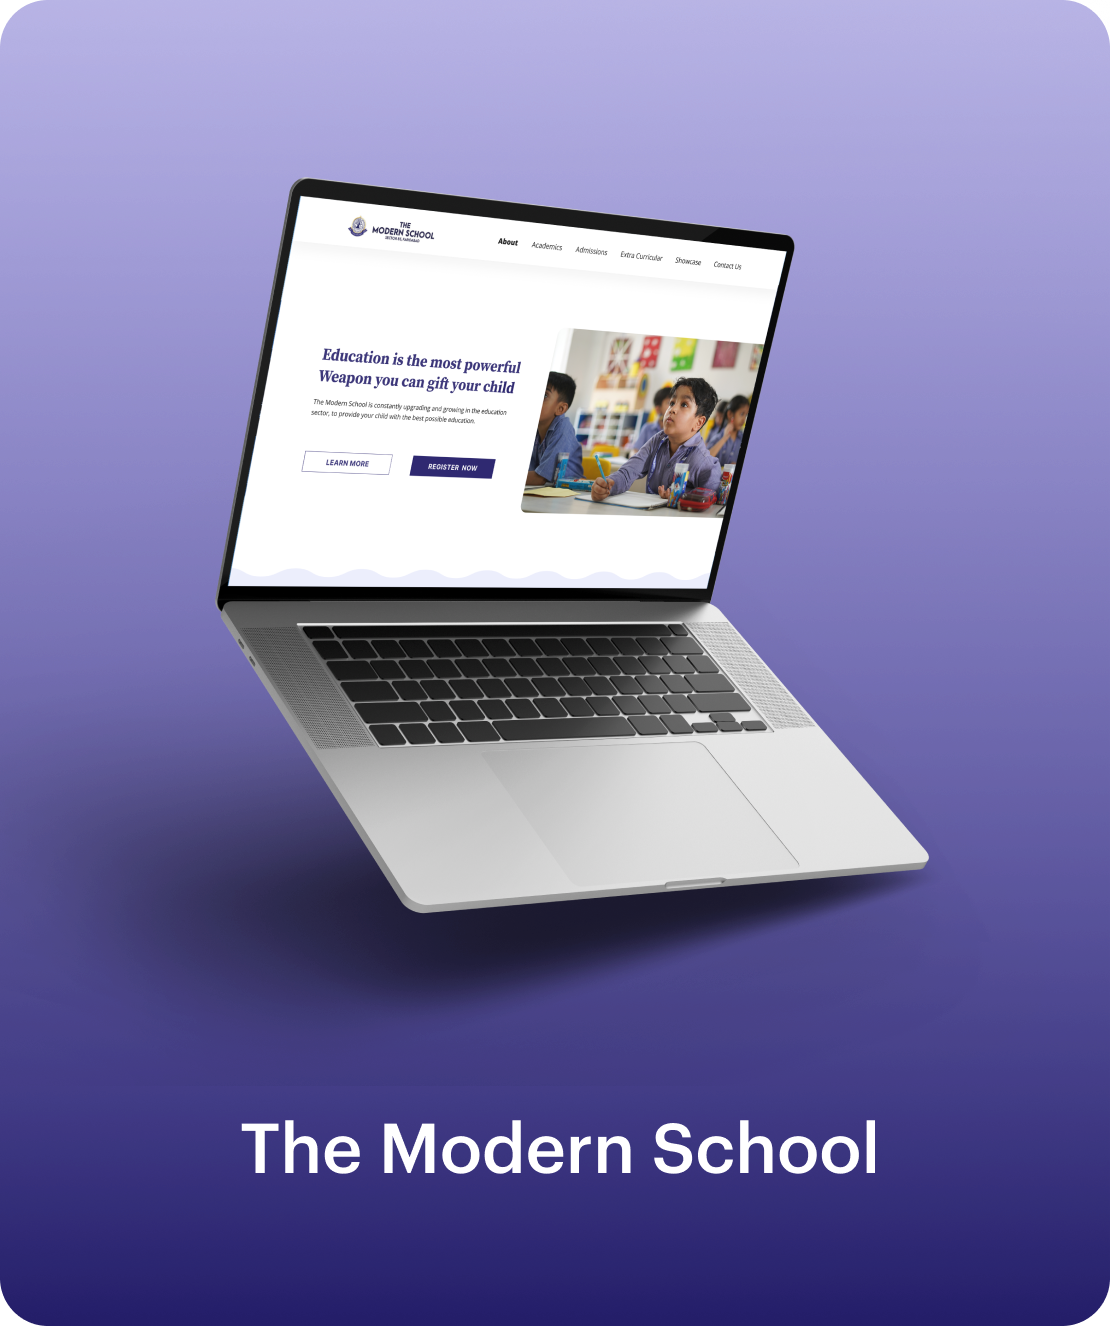 THE
MODERN SCHOOL
About
Academics
Admissions
Extra Curricular
Showcase
Contact Us
Education is the most powerful
Weapon you can gift your child
The Modern School is constantly upgrading and growing in the education
sector, to provide your child with the best possible education.
LEARN MORE
REGISTER NOW
The Modern School